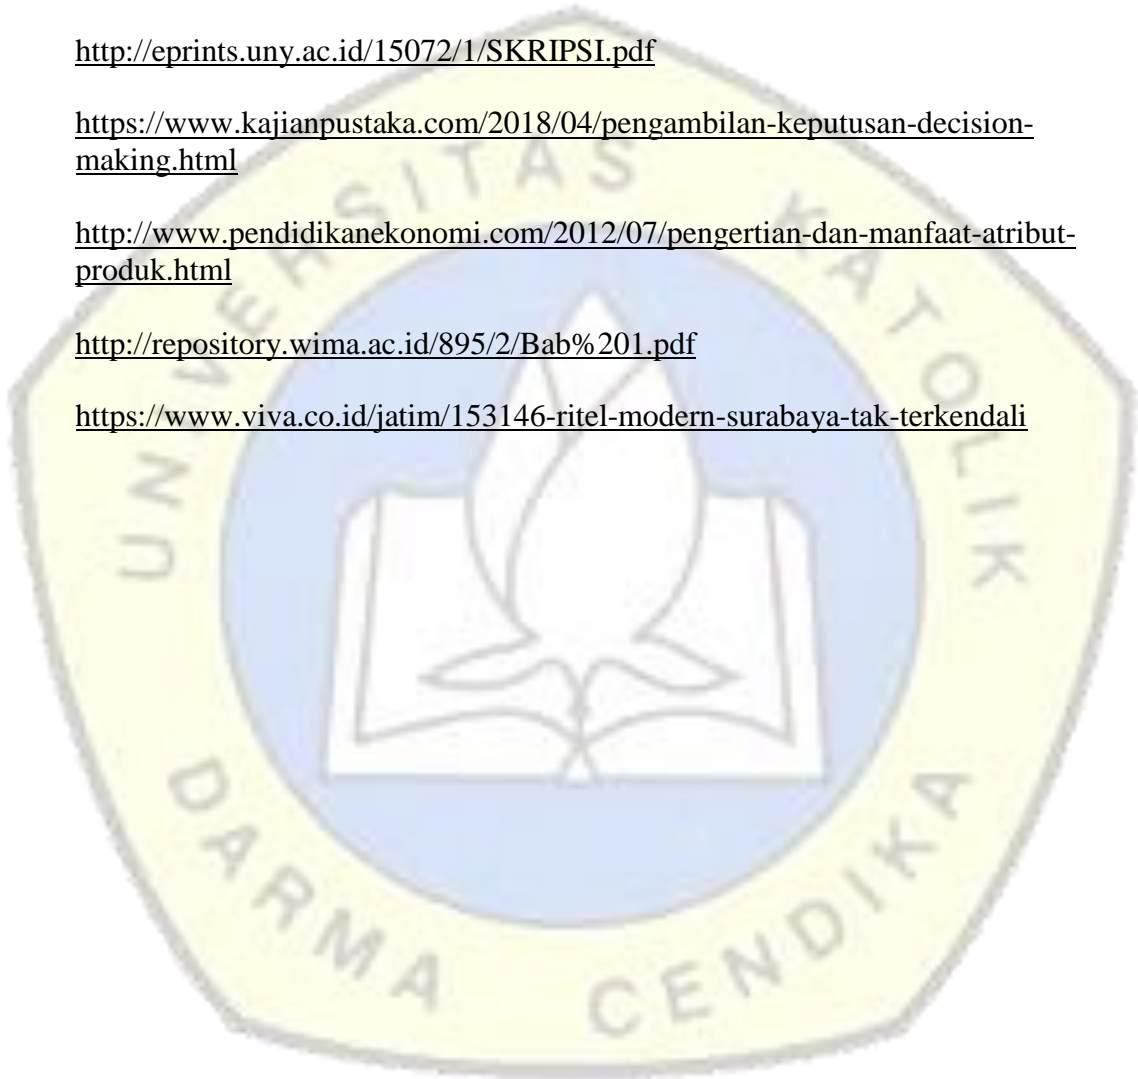 http://eprints.uny.ac.id/15072/1/SKRIPSI.pdf
https://www.kajianpustaka.com/2018/04/pengambilan-keputusan-decision-
making.html
http://www.pendidikanekonomi.com/2012/07/pengertian-dan-manfaat-atribut-
produk.html
http://repository.wima.ac.id/895/2/Bab%201.pdf
https://www.viva.co.id/jatim/153146-ritel-modern-surabaya-tak-terkendali
UNIVERSITAS KATOLIK
DARMA CENDIKA